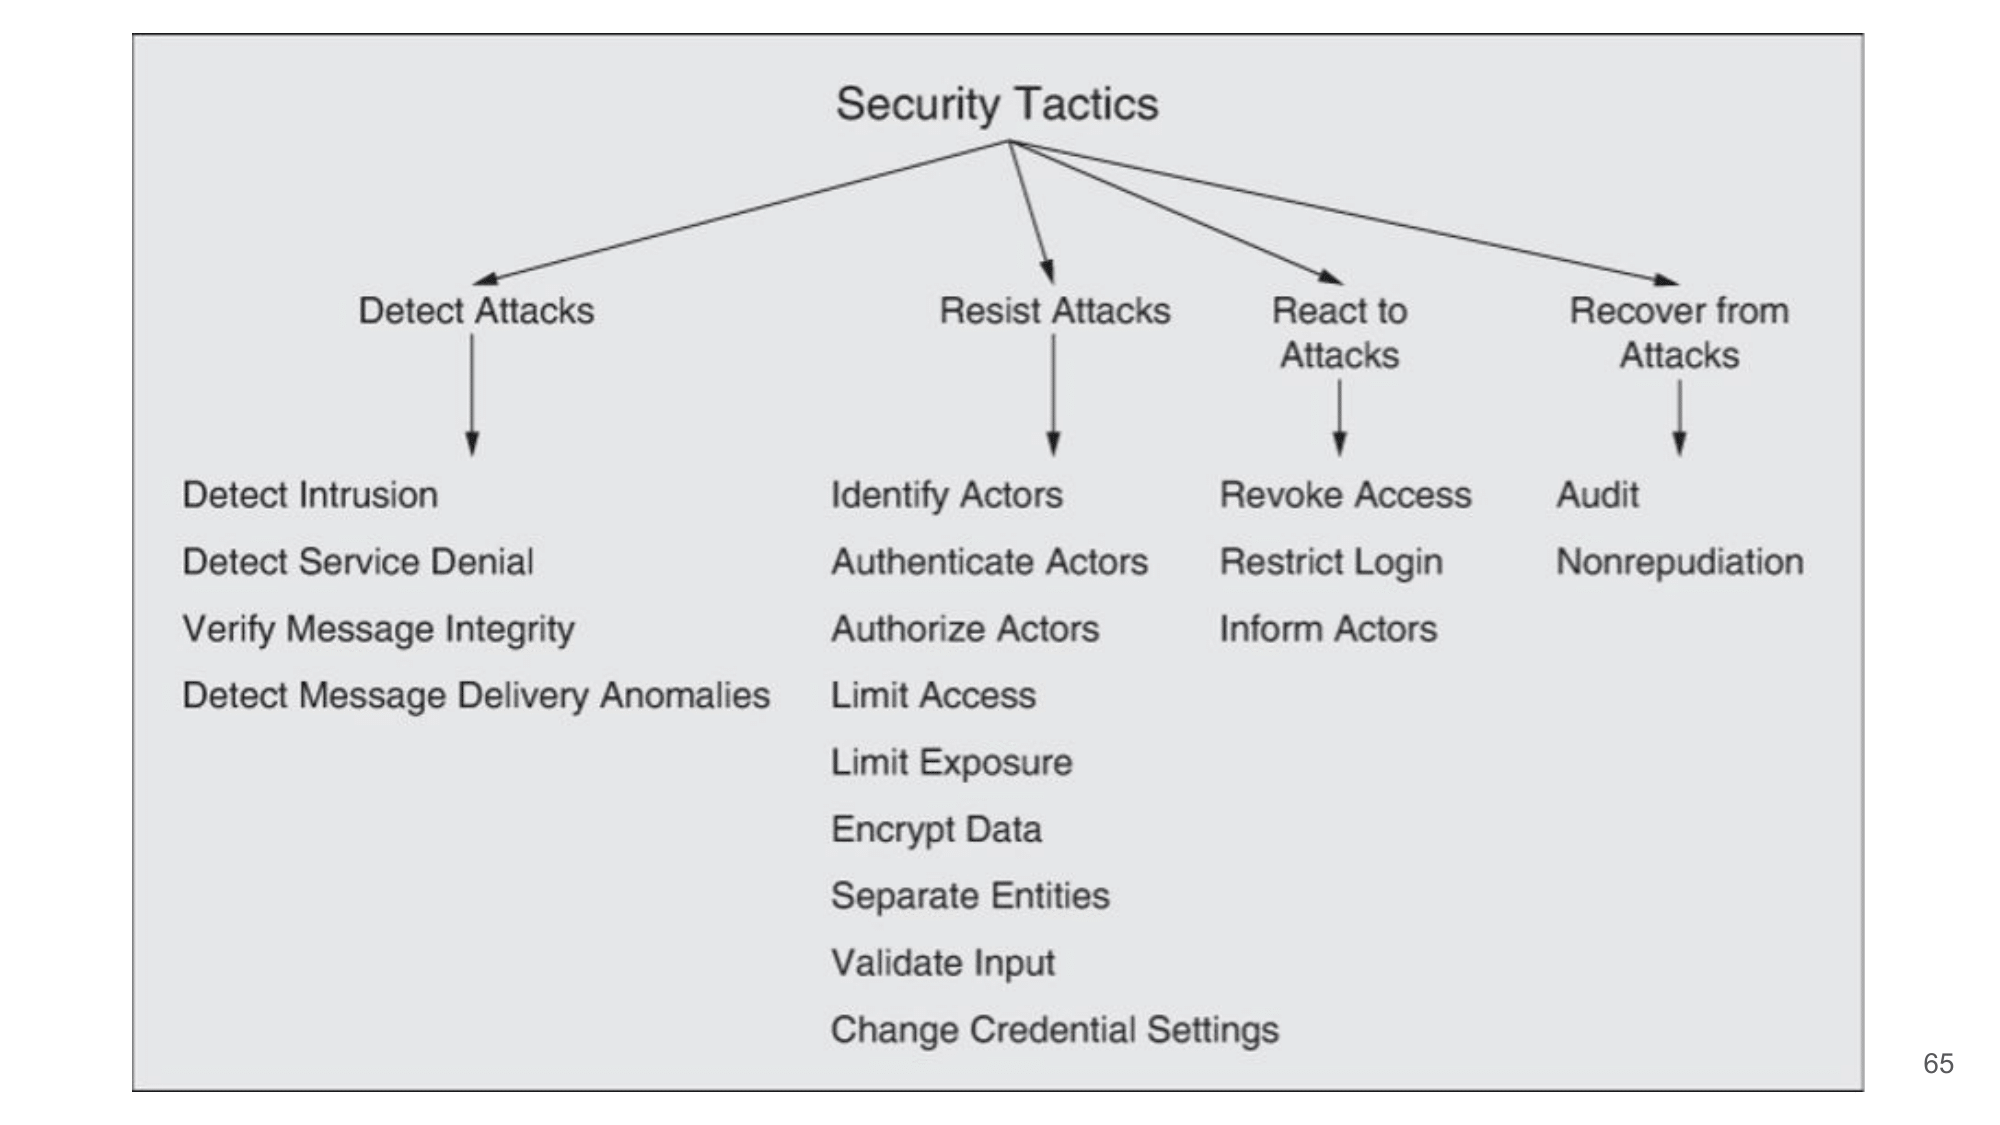 Security Tactics
Detect Attacks
Resist Attacks
React to
Attacks
Recover from
Attacks
Detect Intrusion
Detect Service Denial
Verify Message Integrity
Detect Message Delivery Anomalies
Identify Actors
Authenticate Actors
Authorize Actors
Limit Access
Limit Exposure
Encrypt Data
Separate Entities
Validate Input
Change Credential Settings
Revoke Access
Restrict Login
Inform Actors
Audit
Nonrepudiation
65